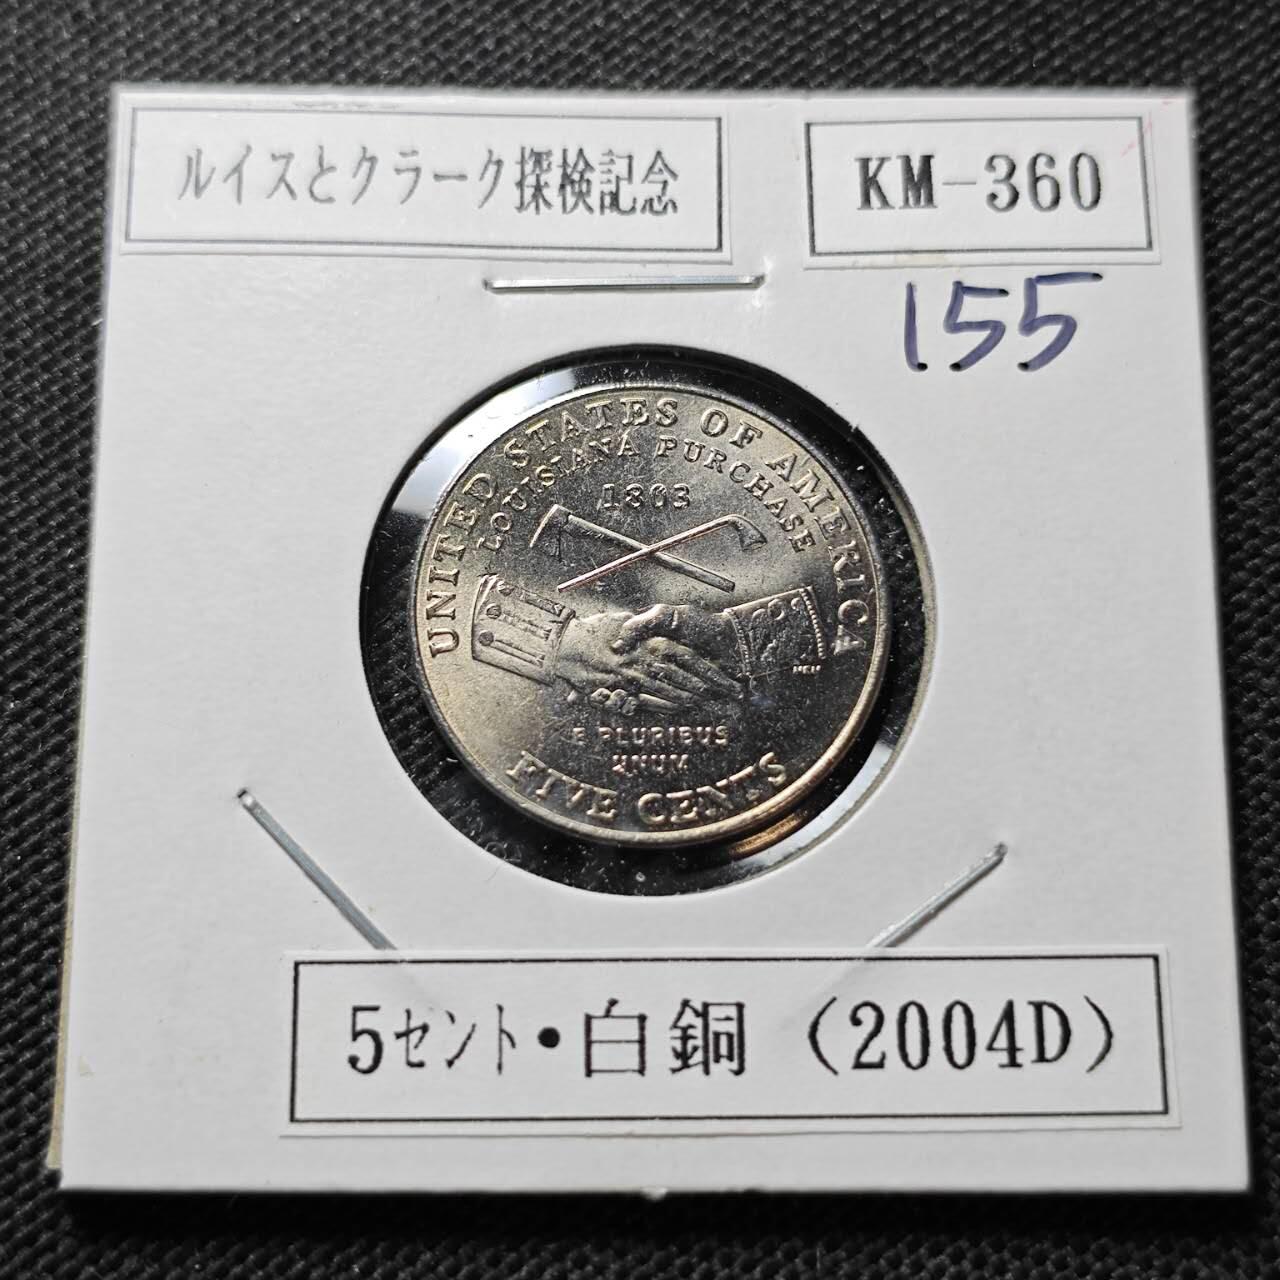 ルイスとクラーク探検記念
KM-360
155
UNITED STATES OF AMERICA
LOUISIANA PURCHASE
1803
E PLURIBUS
UNUM
FIVE CENTS
5セント・白銅（2004D）